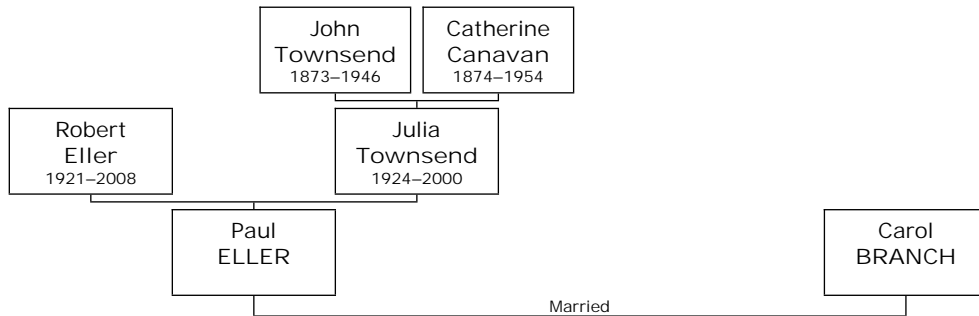 John
Townsend
1873–1946
Catherine
Canavan
1874–1954
Robert
Eller
1921–2008
Julia
Townsend
1924–2000
Paul
ELLER
Carol
BRANCH
Married